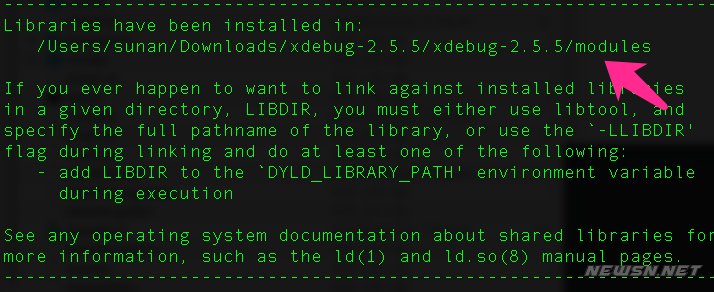 ----------------------------------------------------------------------
Libraries have been installed in:
/Users/sunan/Downloads/xdebug-2.5.5/xdebug-2.5.5/modules
If you ever happen to want to link against installed libraries
in a given directory, LIBDIR, you must either use libtool, and
specify the full pathname of the library, or use the `-LLIBDIR'
flag during linking and do at least one of the following:
- add LIBDIR to the `DYLD_LIBRARY_PATH' environment variable
during execution
See any operating system documentation about shared libraries for
more information, such as the ld(1) and ld.so(8) manual pages.
----------------------------------------------------------------------
NEWSN.NET